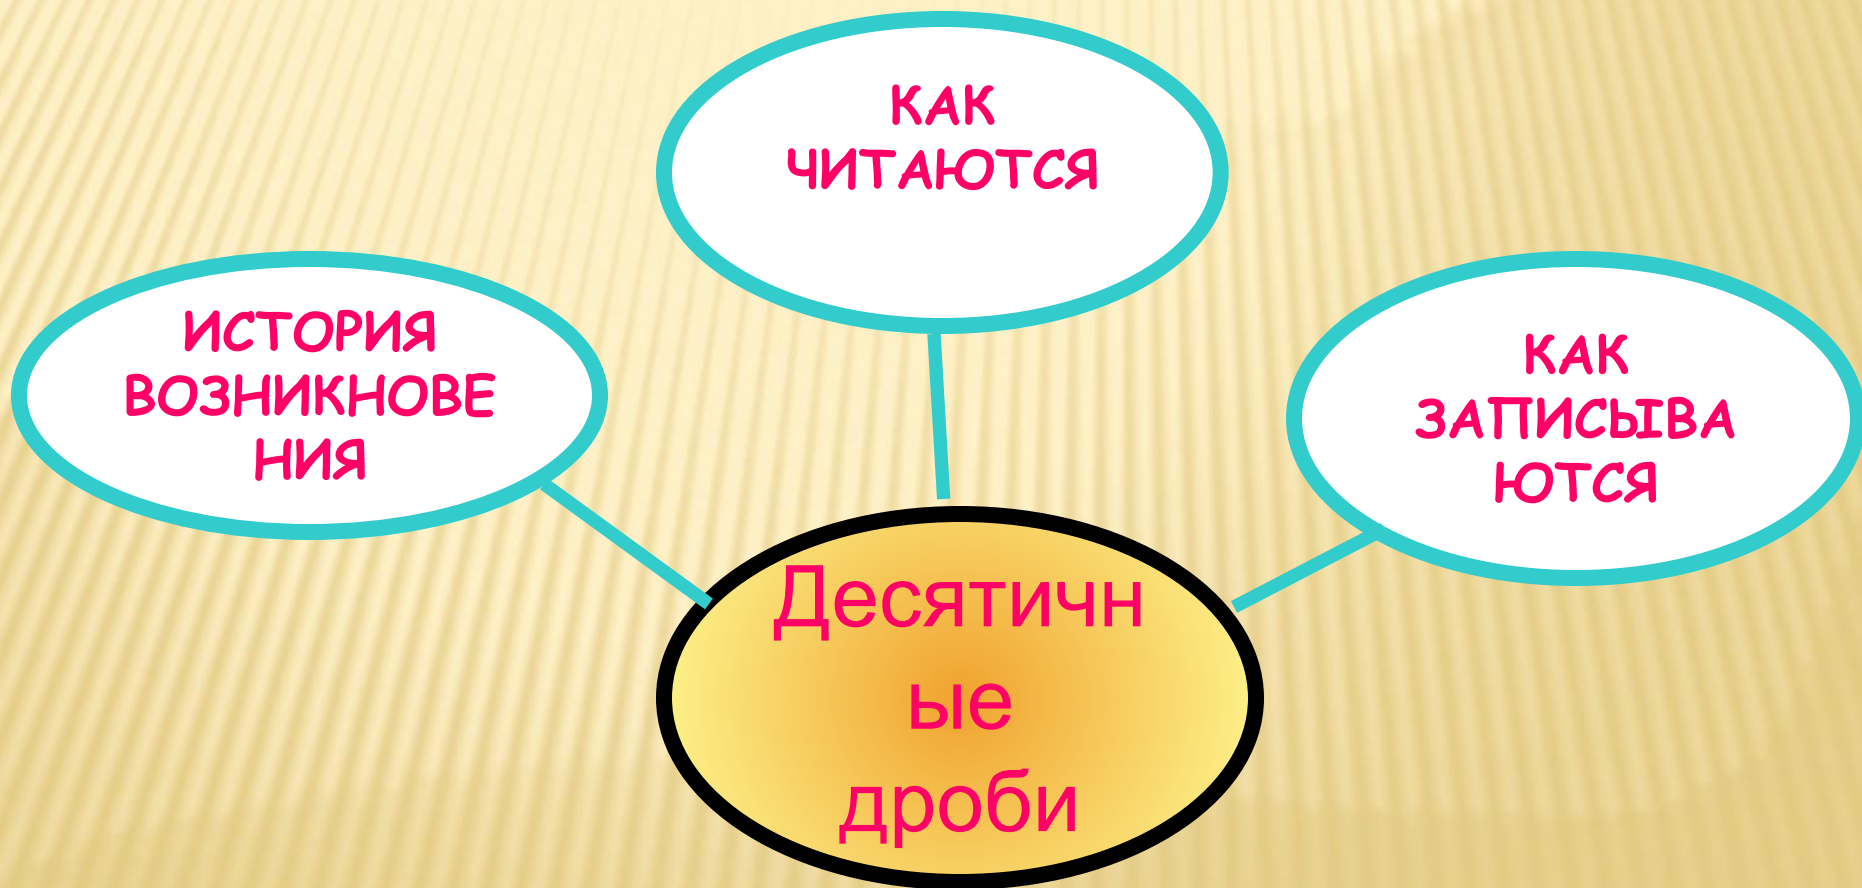 КАК
ЧИТАЮТСЯ
ИСТОРИЯ
ВОЗНИКНОВЕ
НИЯ
КАК
ЗАПИСЫВА
ЮТСЯ
Десятичн
ые
дроби